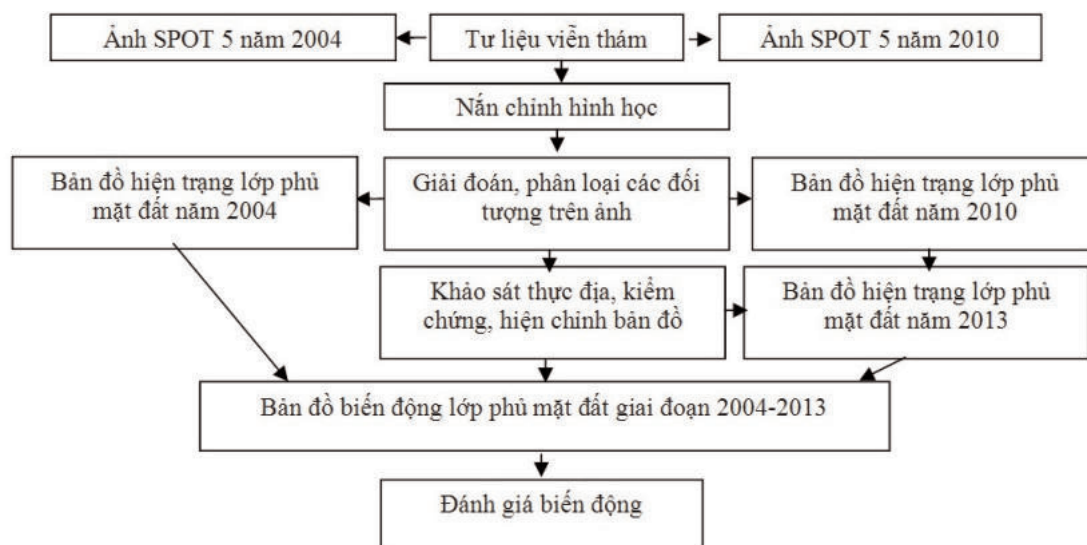 Ảnh SPOT 5 năm 2004
Tư liệu viễn thám
Ảnh SPOT 5 năm 2010
Nắn chỉnh hình học
Bản đồ hiện trạng lớp phủ
mặt đất năm 2004
Giải đoán, phân loại các đối
tượng trên ảnh
Bản đồ hiện trạng lớp phủ
mặt đất năm 2010
Khảo sát thực địa, kiểm
chứng, hiện chỉnh bản đồ
Bản đồ hiện trạng lớp phủ
mặt đất năm 2013
Bản đồ biến động lớp phủ mặt đất giai đoạn 2004-2013
Đánh giá biến động